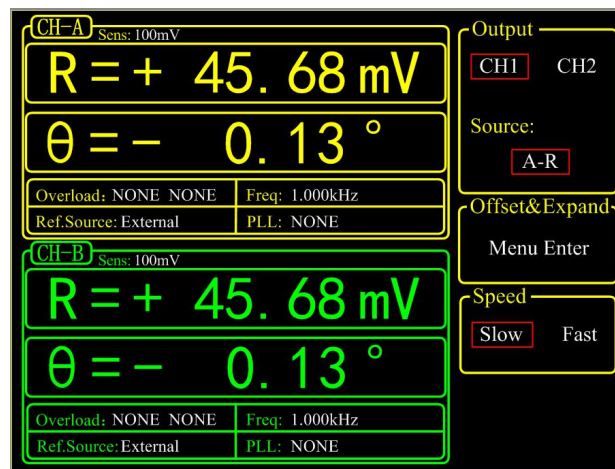 CH-A Sens: 100mV
R = + 45.68 mV
θ = - 0.13 °
Overload: NONE NONE Freq: 1.000kHz
Ref.Source: External PLL: NONE
CH-B Sens: 100mV
R = + 45.68 mV
θ = - 0.13 °
Overload: NONE NONE Freq: 1.000kHz
Ref.Source: External PLL: NONE
Output
CH1 CH2
Source:
A-R
Offset&Expand
Menu Enter
Speed
Slow Fast